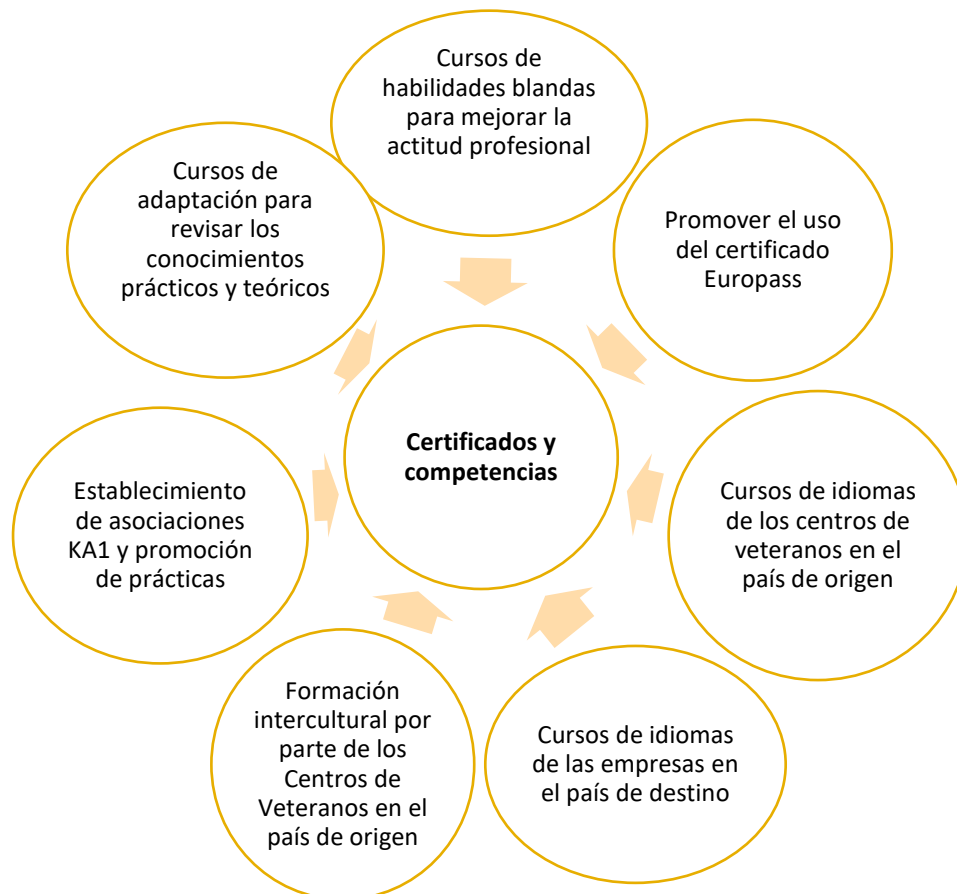 Cursos de
habilidades blandas
para mejorar la
actitud profesional
Promover el uso
del certificado
Europass
Cursos de idiomas
de los centros de
veteranos en el
país de origen
Cursos de idiomas
de las empresas en
el país de destino
Formación
intercultural por
parte de los
Centros de
Veteranos en el
país de origen
Establecimiento
de asociaciones
KA1 y promoción
de prácticas
Cursos de
adaptación para
revisar los
conocimientos
prácticos y teóricos
Certificados y
competencias